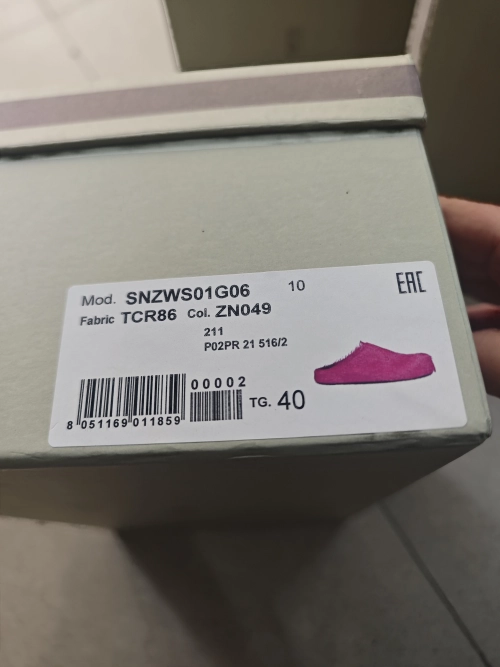 Mod. SNZWS01G06 10 EAC
Fabric TCR86 Col. ZN049
211
P02PR 21 516/2
00002
TG. 40
8 051169 011859